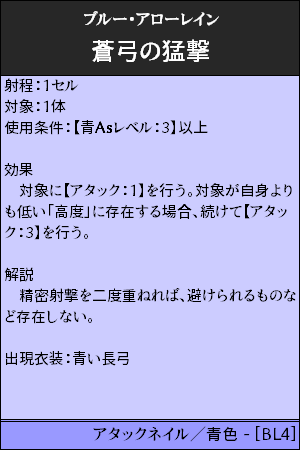 ブルー・アローレイン
蒼弓の猛撃
射程：1セル
対象：1体
使用条件：【青Asレベル：3】以上
効果
　対象に【アタック：1】を行う。対象が自身より
も低い「高度」に存在する場合、続けて【アタッ
ク：3】を行う。
解説
　精密射撃を二度重ねれば、避けられるものな
ど存在しない。
出現衣装：青い長弓
アタックネイル／青色 - [BL4]